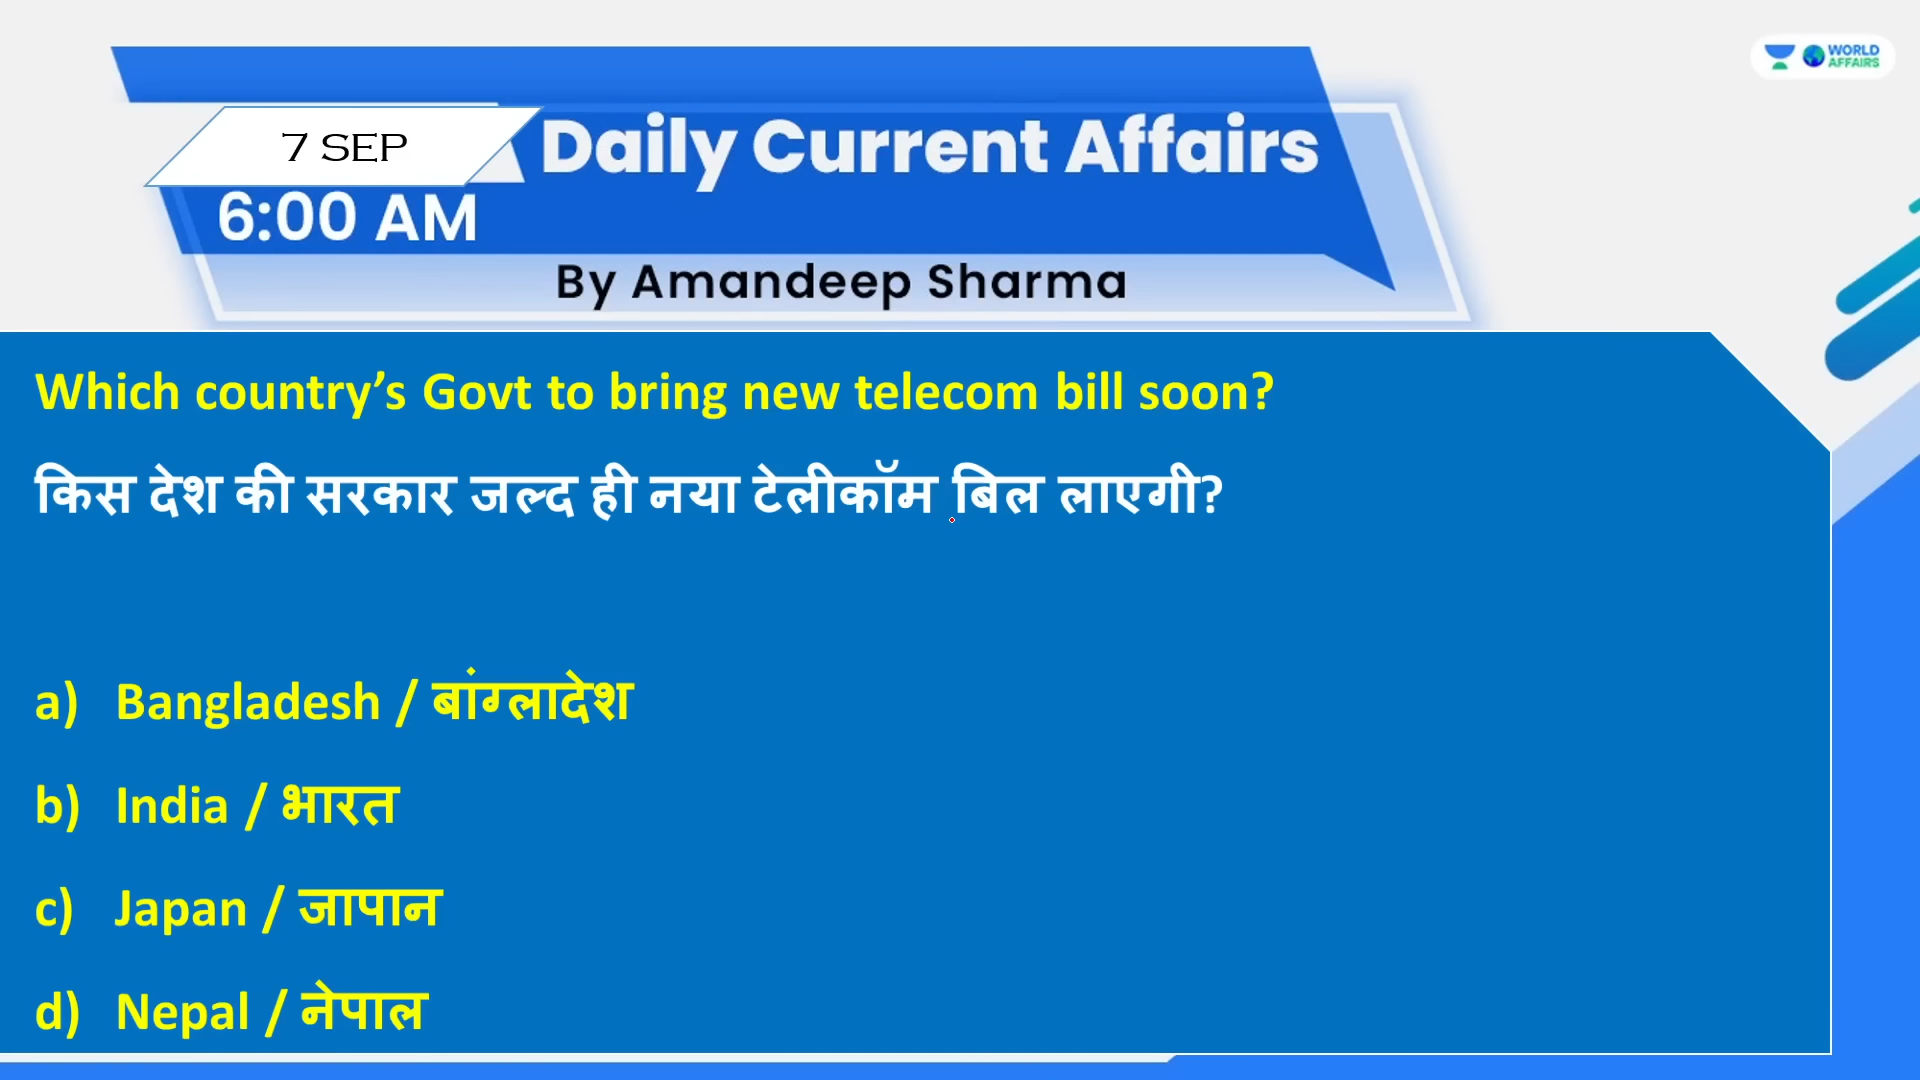 WORLD
AFFAIRS
7 SEP
Daily Current Affairs
6:00 AM
By Amandeep Sharma
Which country’s Govt to bring new telecom bill soon?
किस देश की सरकार जल्द ही नया टेलीकॉम बिल लाएगी?
a) Bangladesh / बांग्लादेश
b) India / भारत
c) Japan / जापान
d) Nepal / नेपाल